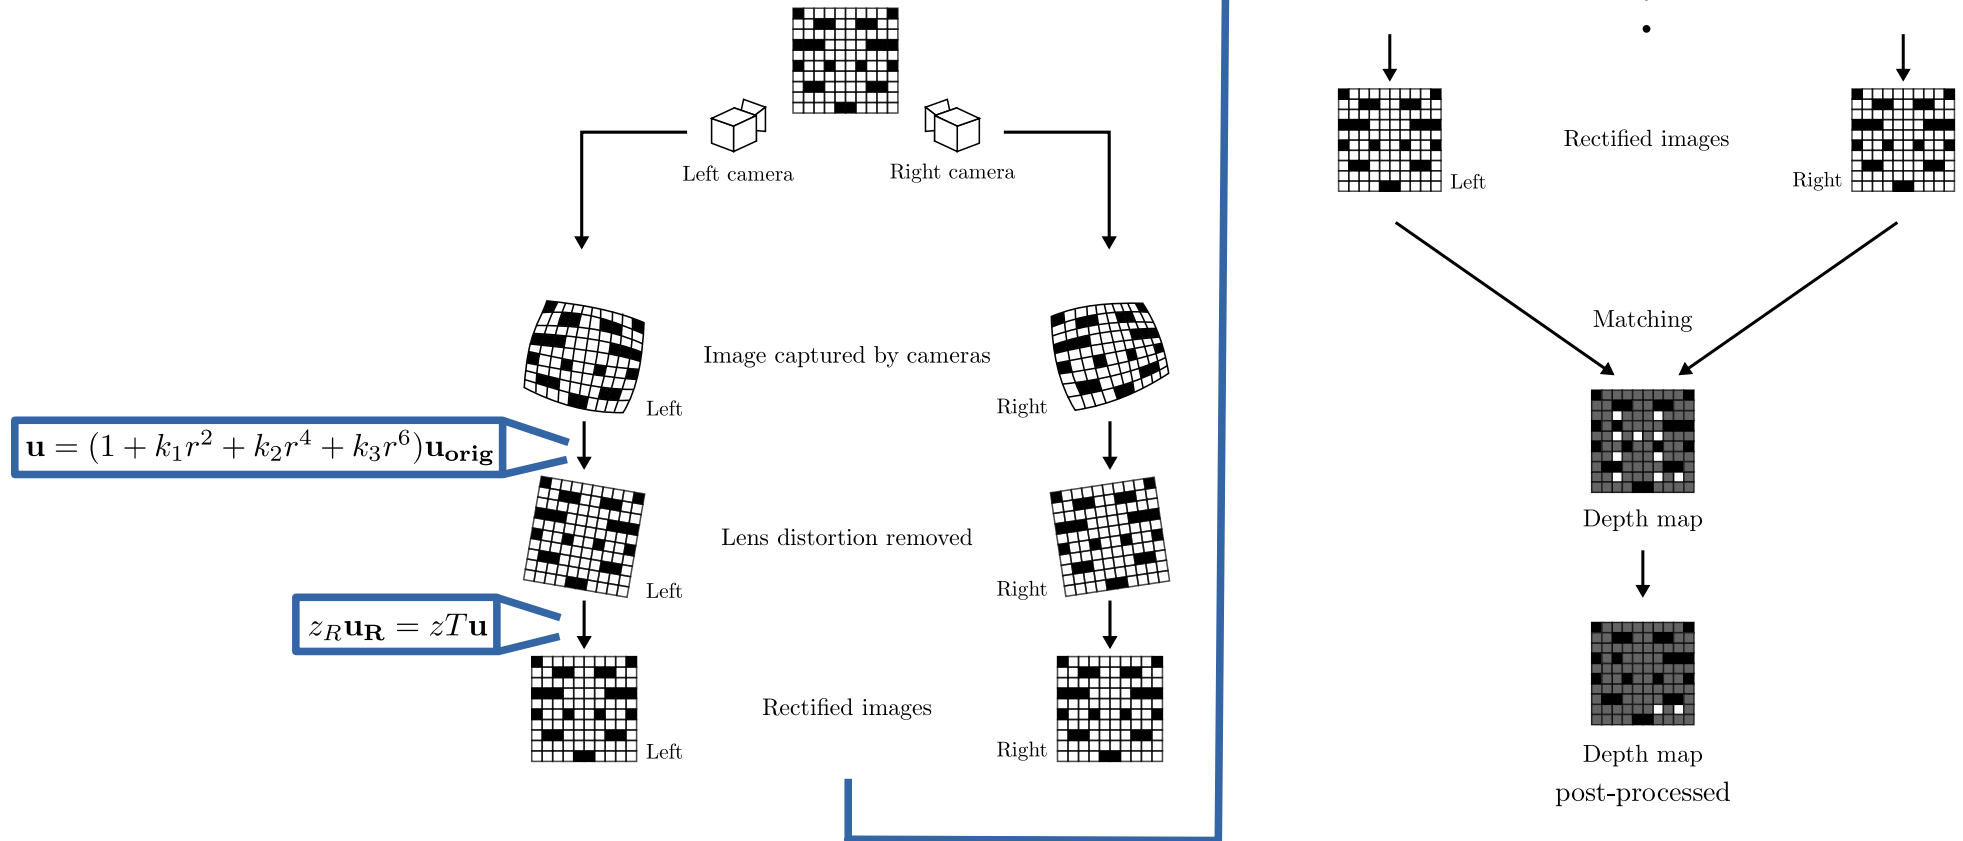 Left camera
Right camera
Image captured by cameras
Left
Right
u = (1 + k₁r² + k₂r⁴ + k₃r⁶)u_orig
Lens distortion removed
Left
Right
z_R u_R = zTu
Rectified images
Left
Right
Rectified images
Left
Right
Matching
Depth map
Depth map
post-processed